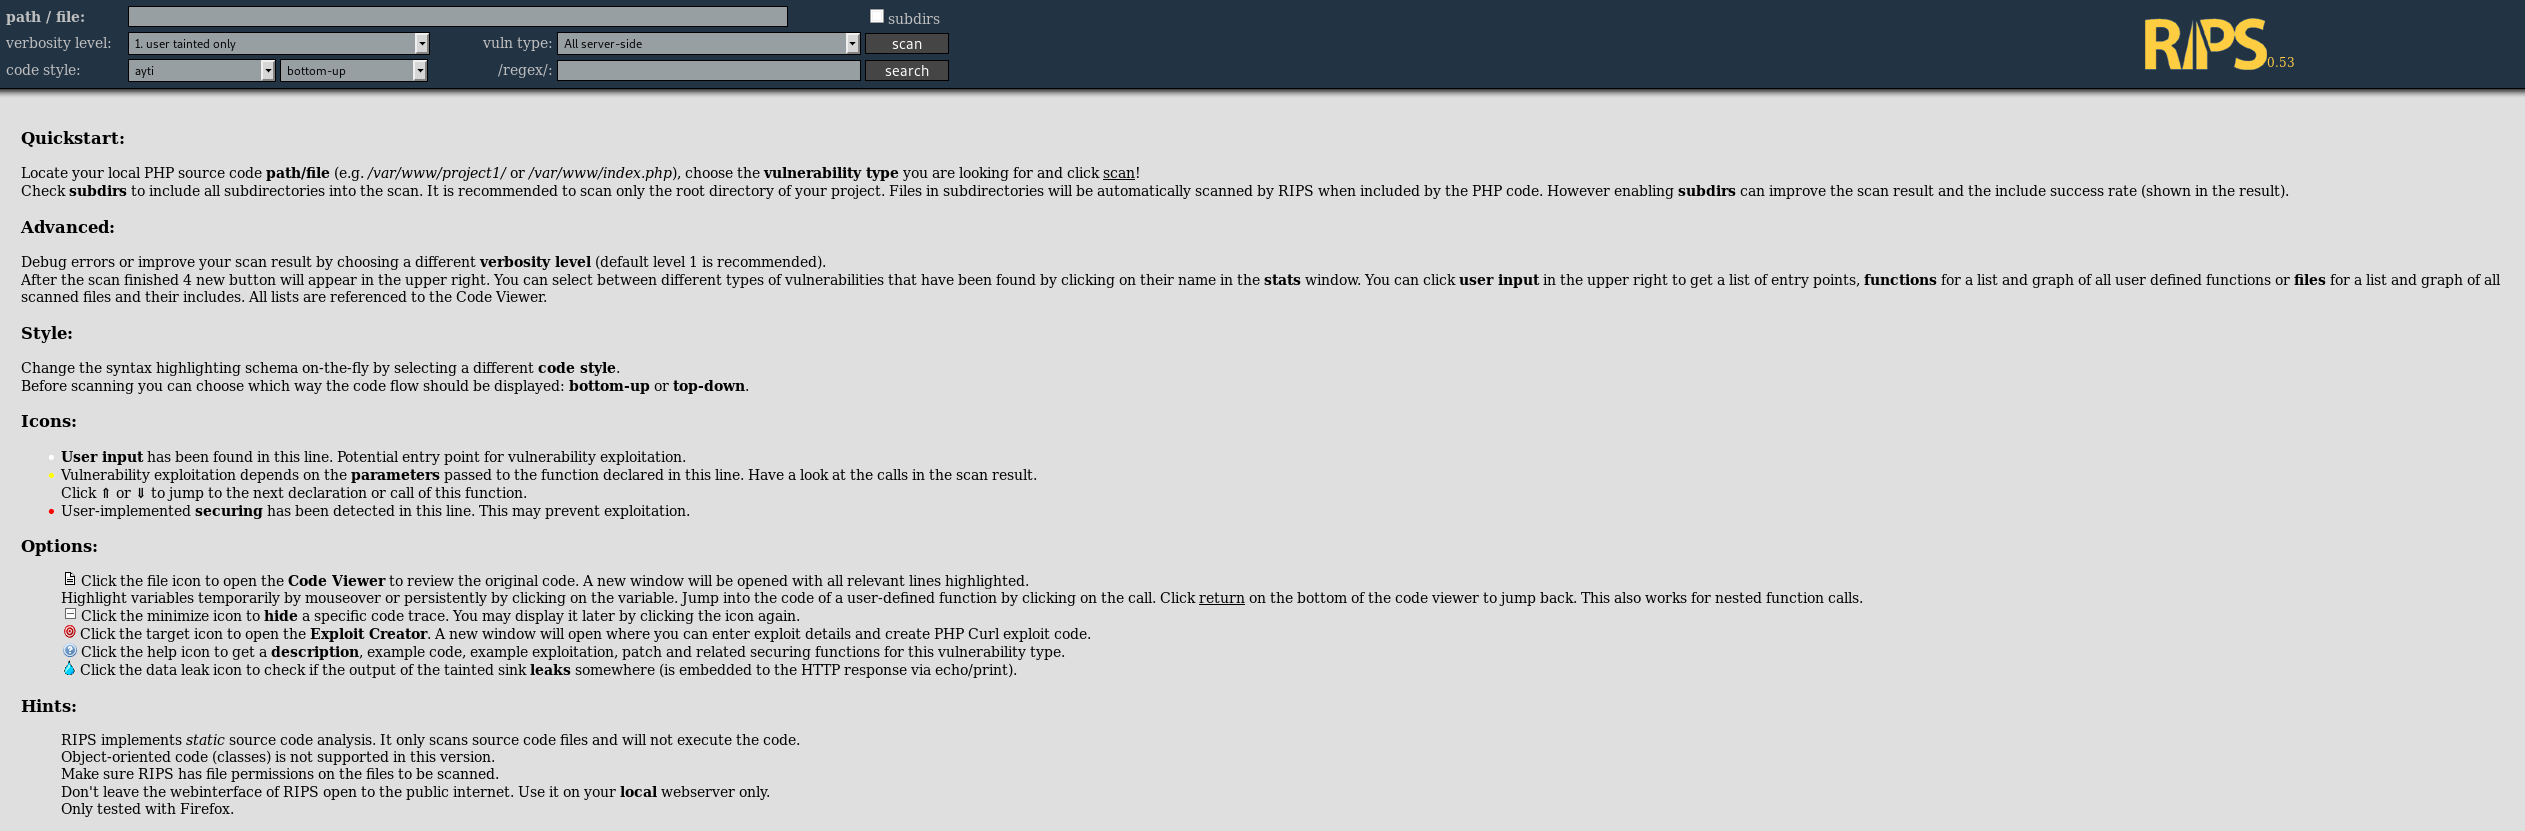 path / file:
subdirs
verbosity level:
1. user tainted only
vuln type:
All server-side
scan
code style:
ayti
bottom-up
/regex/:
search
RIPS 0.53
Quickstart:
Locate your local PHP source code path/file (e.g. /var/www/project1/ or /var/www/index.php), choose the vulnerability type you are looking for and click scan!
Check subdirs to include all subdirectories into the scan. It is recommended to scan only the root directory of your project. Files in subdirectories will be automatically scanned by RIPS when included by the PHP code. However enabling subdirs can improve the scan result and the include success rate (shown in the result).
Advanced:
Debug errors or improve your scan result by choosing a different verbosity level (default level 1 is recommended).
After the scan finished 4 new button will appear in the upper right. You can select between different types of vulnerabilities that have been found by clicking on their name in the stats window. You can click user input in the upper right to get a list of entry points, functions for a list and graph of all user defined functions or files for a list and graph of all
scanned files and their includes. All lists are referenced to the Code Viewer.
Style:
Change the syntax highlighting schema on-the-fly by selecting a different code style.
Before scanning you can choose which way the code flow should be displayed: bottom-up or top-down.
Icons:
• User input has been found in this line. Potential entry point for vulnerability exploitation.
• Vulnerability exploitation depends on the parameters passed to the function declared in this line. Have a look at the calls in the scan result.
Click ⇑ or ⇓ to jump to the next declaration or call of this function.
• User-implemented securing has been detected in this line. This may prevent exploitation.
Options:
Click the file icon to open the Code Viewer to review the original code. A new window will be opened with all relevant lines highlighted.
Highlight variables temporarily by mouseover or persistently by clicking on the variable. Jump into the code of a user-defined function by clicking on the call. Click return on the bottom of the code viewer to jump back. This also works for nested function calls.
Click the minimize icon to hide a specific code trace. You may display it later by clicking the icon again.
Click the target icon to open the Exploit Creator. A new window will open where you can enter exploit details and create PHP Curl exploit code.
Click the help icon to get a description, example code, example exploitation, patch and related securing functions for this vulnerability type.
Click the data leak icon to check if the output of the tainted sink leaks somewhere (is embedded to the HTTP response via echo/print).
Hints:
RIPS implements static source code analysis. It only scans source code files and will not execute the code.
Object-oriented code (classes) is not supported in this version.
Make sure RIPS has file permissions on the files to be scanned.
Don't leave the webinterface of RIPS open to the public internet. Use it on your local webserver only.
Only tested with Firefox.